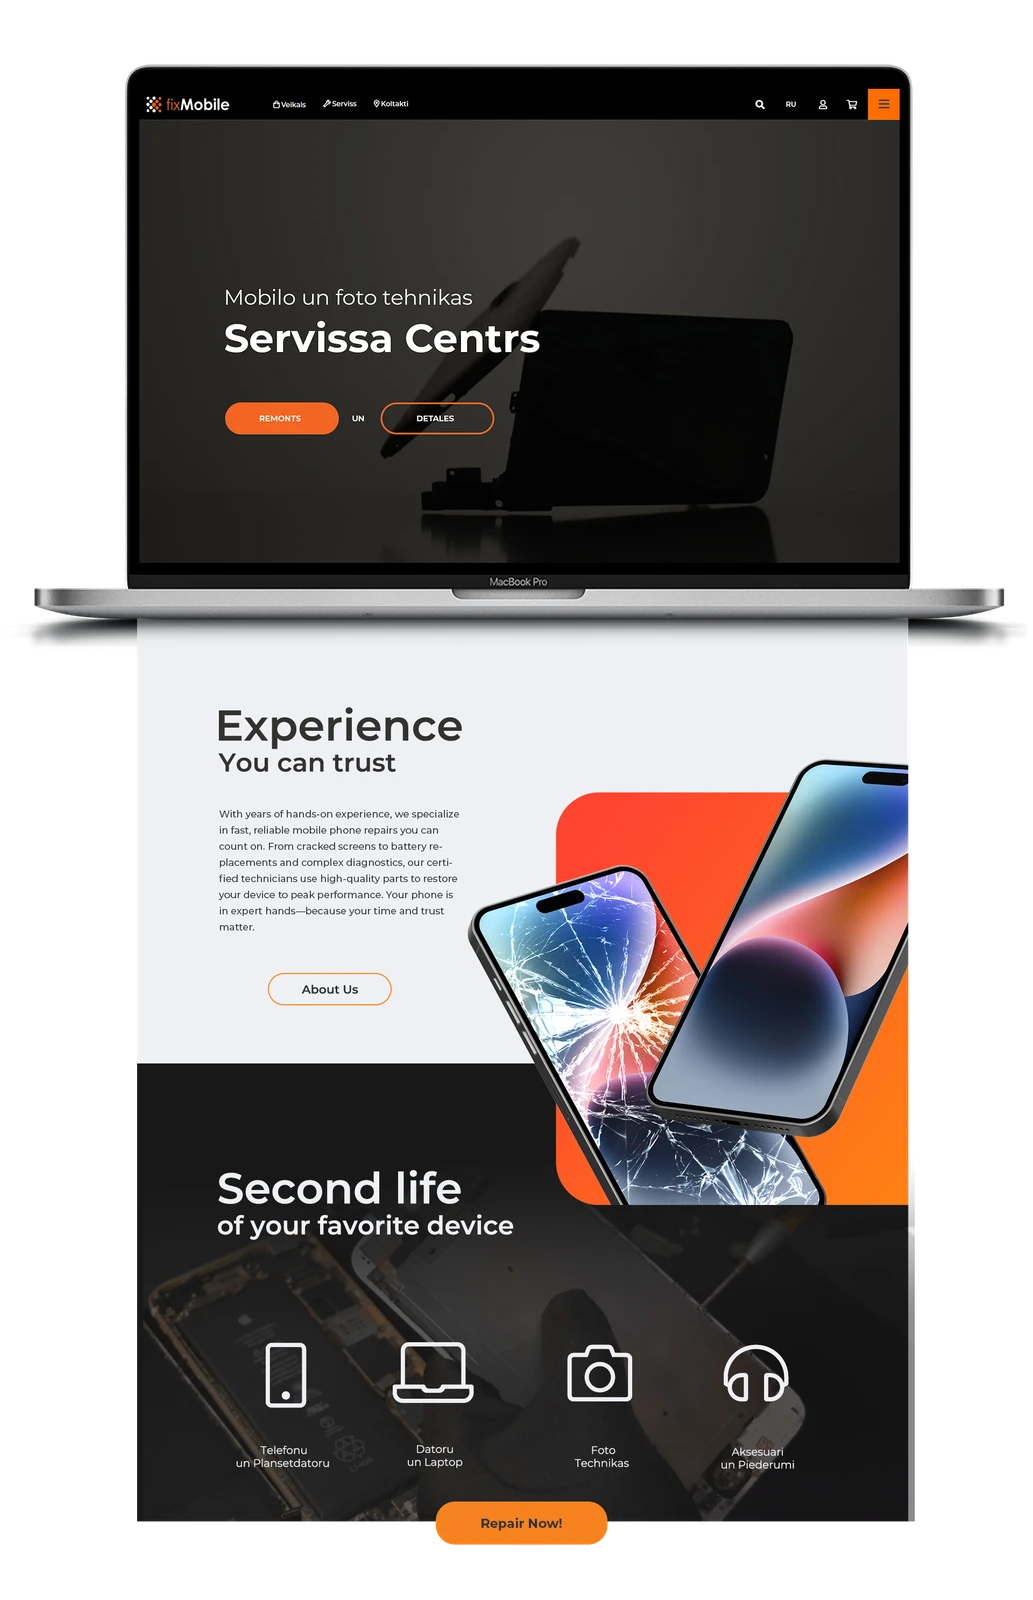 fixMobile
Veikals Serviss Koltakti
RU
Mobilo un foto tehnikas
Servissa Centrs
REMONTS UN DETALES
MacBook Pro
Experience
You can trust
With years of hands-on experience, we specialize
in fast, reliable mobile phone repairs you can
count on. From cracked screens to battery re-
placements and complex diagnostics, our certi-
fied technicians use high-quality parts to restore
your device to peak performance. Your phone is
in expert hands—because your time and trust
matter.
About Us
Second life
of your favorite device
Telefonu
un Plansetdatoru
Datoru
un Laptop
Foto
Technikas
Aksesuari
un Piederumi
Repair Now!